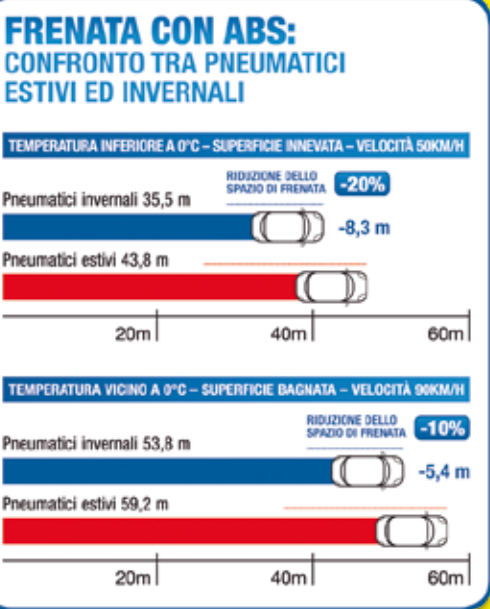 FRENATA CON ABS:
CONFRONTO TRA PNEUMATICI
ESTIVI ED INVERNALI
TEMPERATURA INFERIORE A 0°C – SUPERFICIE INNEVATA – VELOCITÀ 50KM/H
RIDUZIONE DELLO
SPAZIO DI FRENATA
-20%
Pneumatici invernali 35,5 m
-8,3 m
Pneumatici estivi 43,8 m
20m
40m
60m
TEMPERATURA VICINO A 0°C – SUPERFICIE BAGNATA – VELOCITÀ 90KM/H
RIDUZIONE DELLO
SPAZIO DI FRENATA
-10%
Pneumatici invernali 53,8 m
-5,4 m
Pneumatici estivi 59,2 m
20m
40m
60m